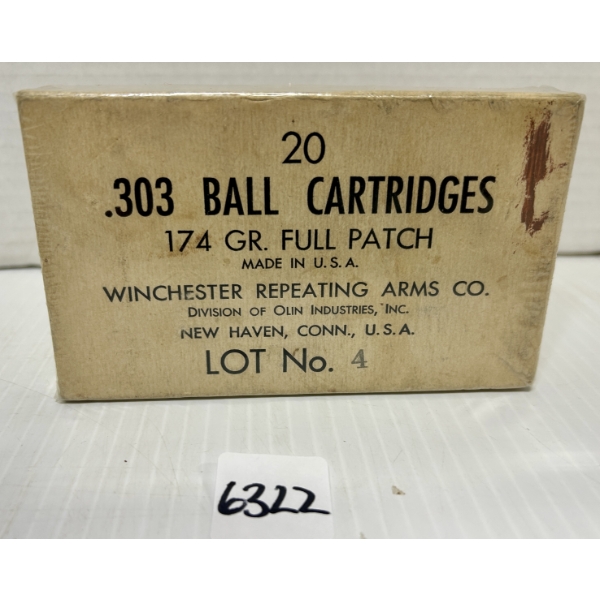 20
.303 BALL CARTRIDGES
174 GR. FULL PATCH
MADE IN U.S.A.
WINCHESTER REPEATING ARMS CO.
DIVISION OF OLIN INDUSTRIES, INC.
NEW HAVEN, CONN., U.S.A.
LOT No. 4
6322